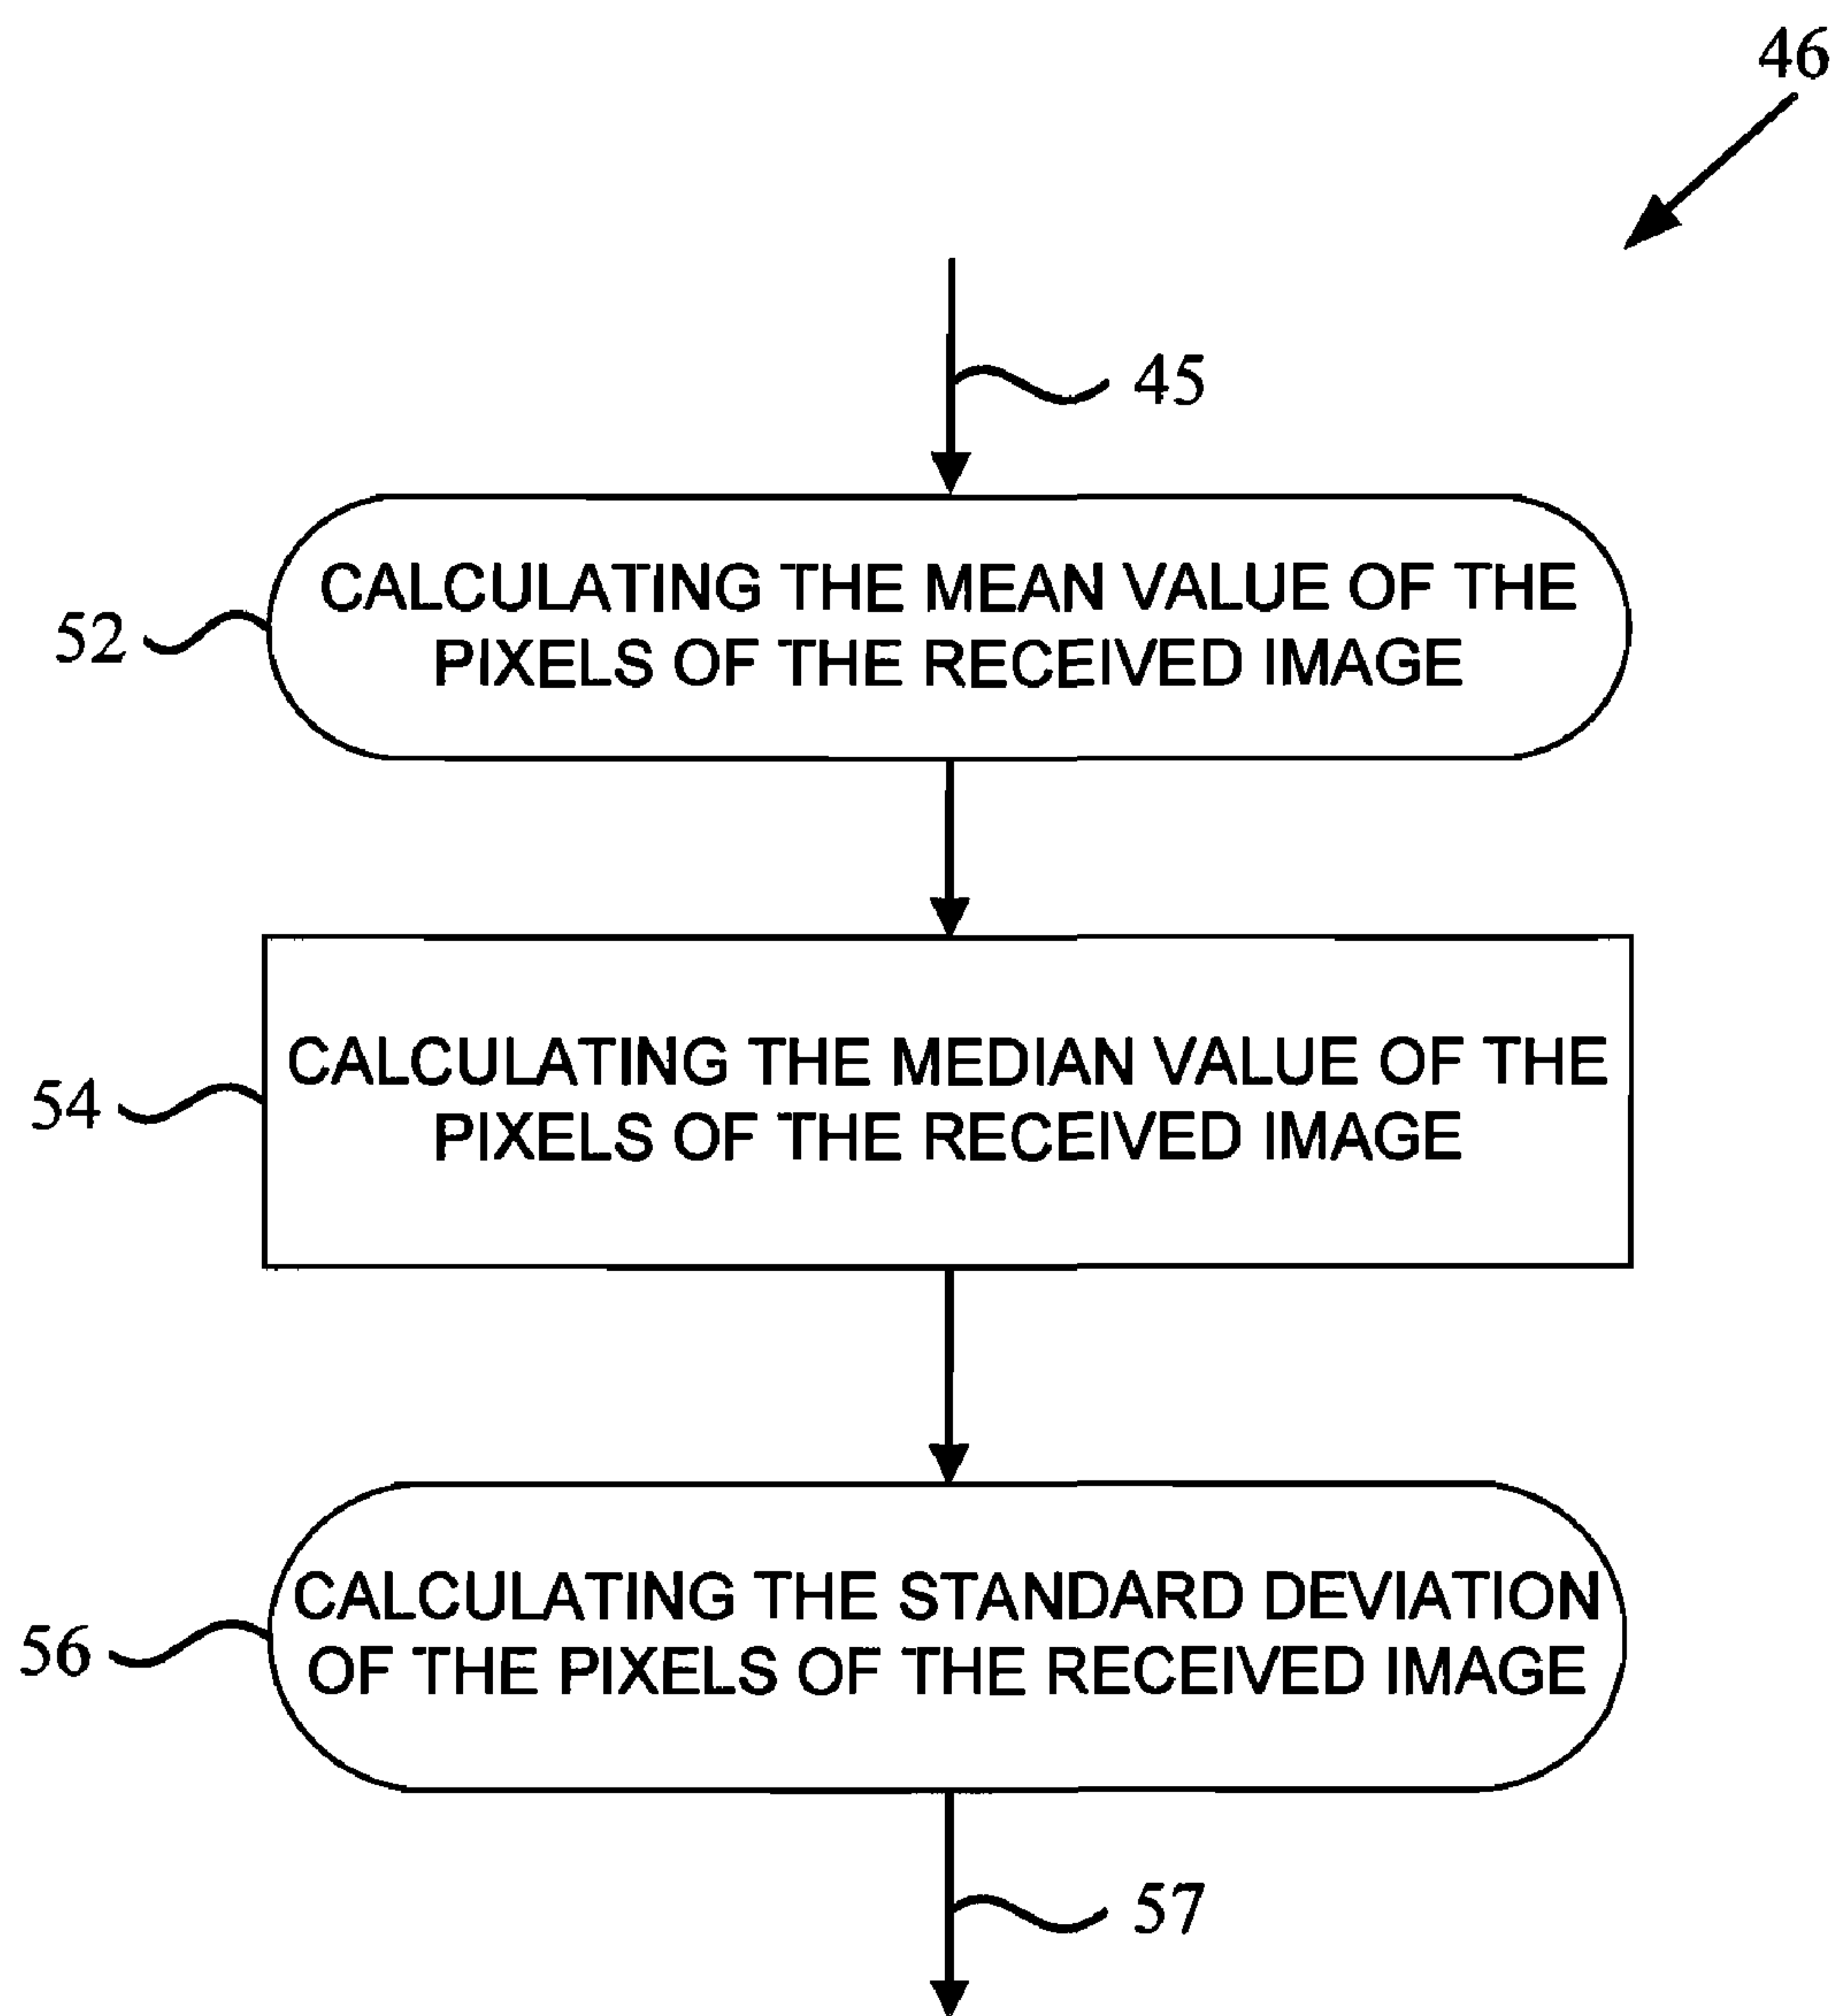 46
45
CALCULATING THE MEAN VALUE OF THE
PIXELS OF THE RECEIVED IMAGE
52
CALCULATING THE MEDIAN VALUE OF THE
PIXELS OF THE RECEIVED IMAGE
54
CALCULATING THE STANDARD DEVIATION
OF THE PIXELS OF THE RECEIVED IMAGE
56
57